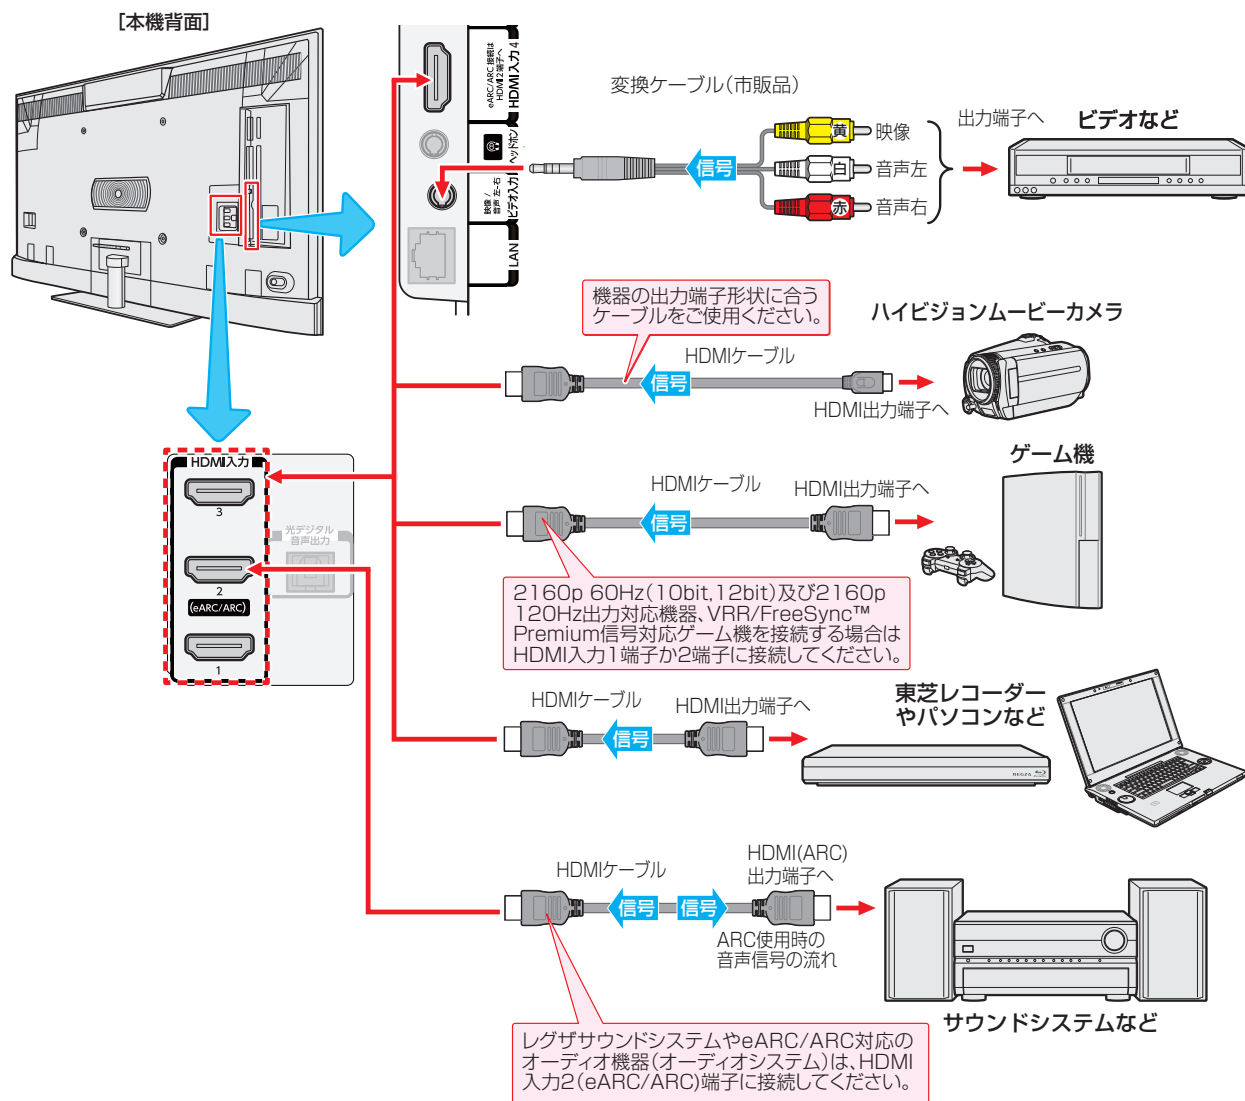 [本機背面]
eARC/ARC 接続は
HDMI2端子へ
HDMI入力 4
ヘッドホン
映像/
音声 左-右
ビデオ入力
LAN
変換ケーブル(市販品)
黄
映像
信号
白
音声左
赤
音声右
出力端子へ
ビデオなど
機器の出力端子形状に合う
ケーブルをご使用ください。
HDMIケーブル
信号
HDMI出力端子へ
ハイビジョンムービーカメラ
HDMI入力
3
2
(eARC/ARC)
1
光デジタル
音声出力
HDMIケーブル
信号
HDMI出力端子へ
ゲーム機
2160p 60Hz(10bit,12bit)及び2160p
120Hz出力対応機器、VRR/FreeSync™
Premium信号対応ゲーム機を接続する場合は
HDMI入力1端子か2端子に接続してください。
HDMIケーブル
信号
HDMI出力端子へ
東芝レコーダー
やパソコンなど
REGZA
HDMIケーブル
信号
信号
HDMI(ARC)
出力端子へ
ARC使用時の
音声信号の流れ
サウンドシステムなど
レグザサウンドシステムやeARC/ARC対応の
オーディオ機器(オーディオシステム)は、HDMI
入力2(eARC/ARC)端子に接続してください。